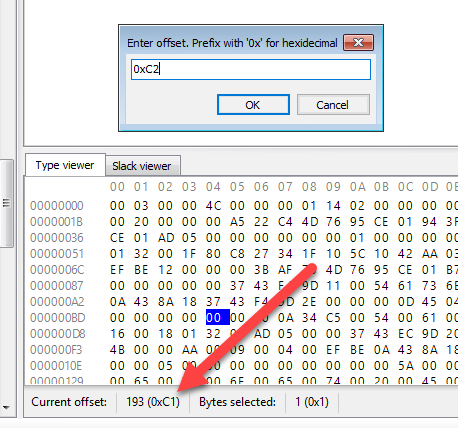 Enter offset. Prefix with '0x' for hexidecimal
0xC2
OK Cancel
Type viewer Slack viewer
00 01 02 03 04 05 06 07 08 09 0A 0B 0C 0D
00000000 00 03 00 00 4C 00 00 00 01 14 02 00 00 00 00
0000001B 00 20 00 00 00 A5 22 C4 4D 76 95 CE 01 94 3F
00000036 CE 01 AD 05 00 00 00 00 00 00 01 00 00 00 00
00000051 01 32 00 1F 80 C8 27 34 1F 10 5C 10 42 AA 03
0000006C EF BE 12 00 00 00 3B AF 4D 76 95 CE 01 B7
00000087 00 00 00 00 37 43 9D 11 00 54 61 73
000000A2 0A 43 8A 18 37 43 F4 9D 2E 00 00 00 0D 45 04
000000BD 00 00 00 00 00 00 0A 34 C5 00 54 00 61 00
000000D8 16 00 18 01 32 AD 05 00 00 37 43 EC 9D 20
000000F3 4B 00 00 AA 09 00 04 00 EF BE 0A 43 8A 18
0000010E 00 00 05 00 00 00 00 00 00 00 5A 00 00
00000129 00 65 00 6E 00 65 00 74 00 20 00 45 00
Current offset: 193 (0xC1) Bytes selected: 1 (0x1)